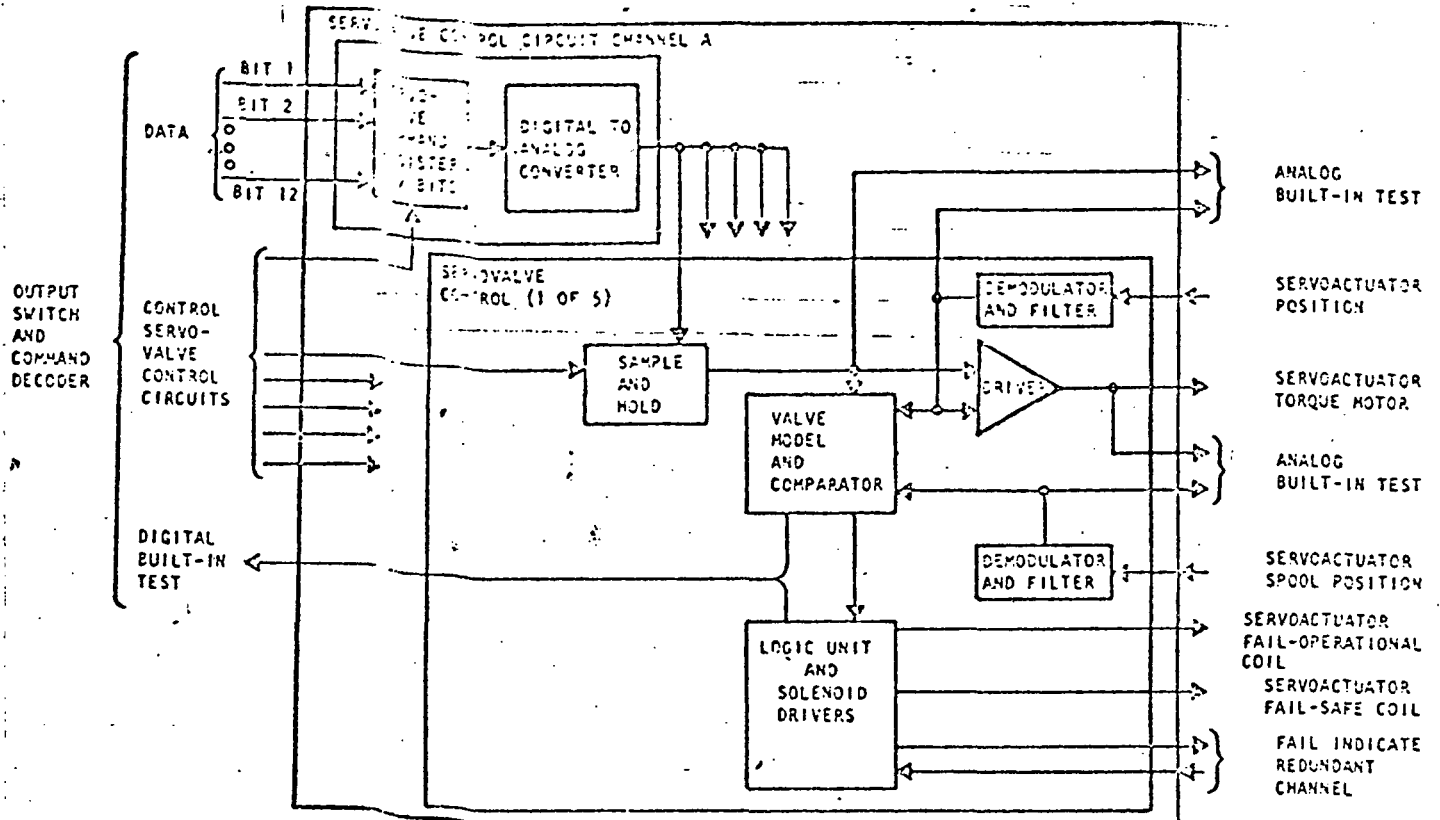 CONTROL CIRCUIT CHANNEL A
BIT 1
BIT 2
BIT 12
DATA
BITS
DIGITAL TO
ANALOG
CONVERTER
ANALOG
BUILT-IN TEST
SERVOVALVE
CONTROL (1 OF 5)
DEMODULATOR
AND FILTER
SERVOACTUATOR
POSITION
OUTPUT
SWITCH
AND
COMMAND
DECODER
CONTROL
SERVO-
VALVE
CONTROL
CIRCUITS
SAMPLE
AND
HOLD
DRIVER
SERVOACTUATOR
TORQUE MOTOR
VALVE
MODEL
AND
COMPARATOR
ANALOG
BUILT-IN TEST
DIGITAL
BUILT-IN
TEST
DEMODULATOR
AND FILTER
SERVOACTUATOR
SPOOL POSITION
LOGIC UNIT
AND
SOLENOID
DRIVERS
SERVOACTUATOR
FAIL-OPERATIONAL
COIL
SERVOACTUATOR
FAIL-SAFE COIL
FAIL INDICATE
REDUNDANT
CHANNEL